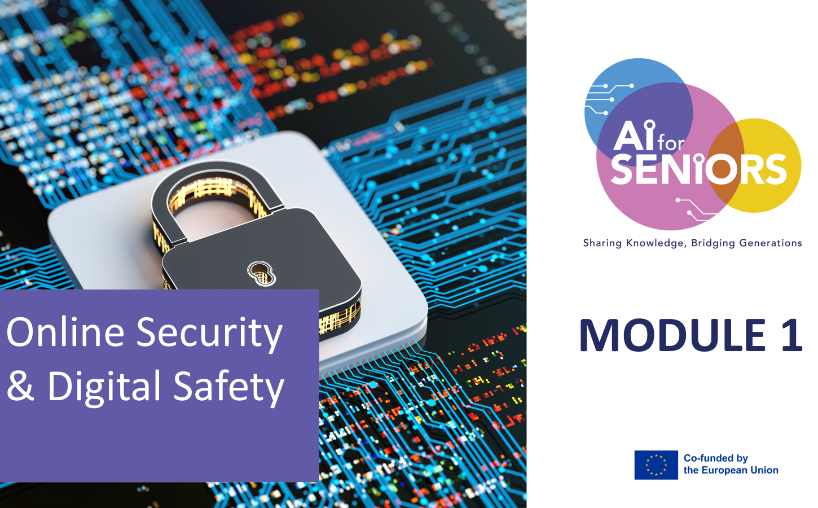 Online Security
& Digital Safety
Ai for
SENiORS
Sharing Knowledge, Bridging Generations
MODULE 1
Co-funded by
the European Union